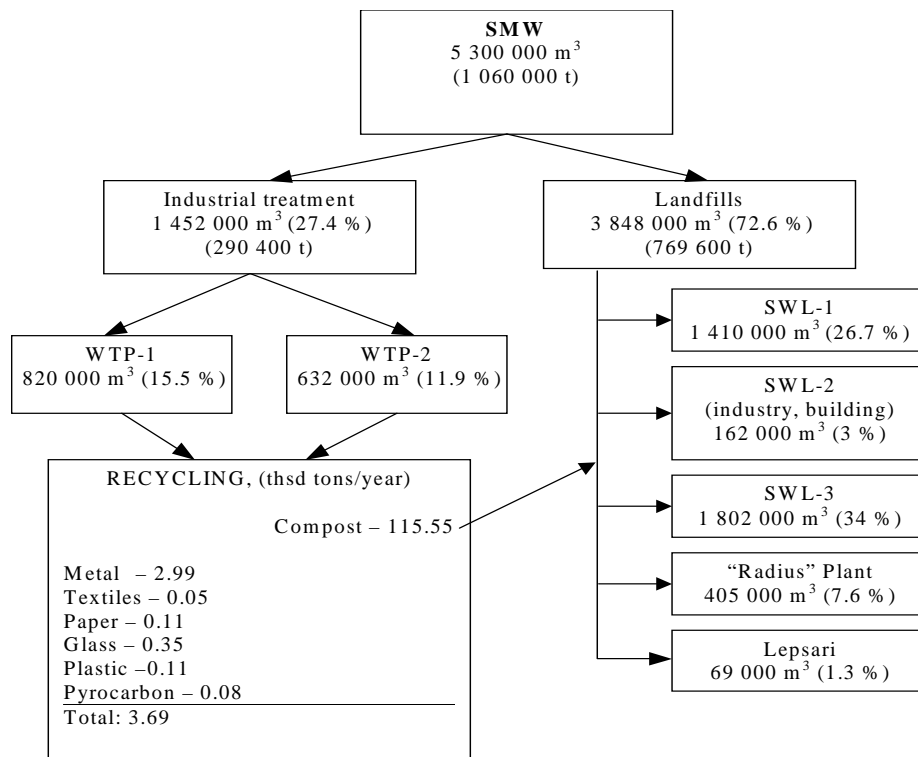 SMW
5 300 000 m³
(1 060 000 t)
Industrial treatment
1 452 000 m³ (27.4 %)
(290 400 t)
Landfills
3 848 000 m³ (72.6 %)
(769 600 t)
WTP-1
820 000 m³ (15.5 %)
WTP-2
632 000 m³ (11.9 %)
RECYCLING, (thsd tons/year)
Compost – 115.55
Metal – 2.99
Textiles – 0.05
Paper – 0.11
Glass – 0.35
Plastic –0.11
Pyrocarbon – 0.08
Total: 3.69
SWL-1
1 410 000 m³ (26.7 %)
SWL-2
(industry, building)
162 000 m³ (3 %)
SWL-3
1 802 000 m³ (34 %)
“Radius” Plant
405 000 m³ (7.6 %)
Lepsari
69 000 m³ (1.3 %)